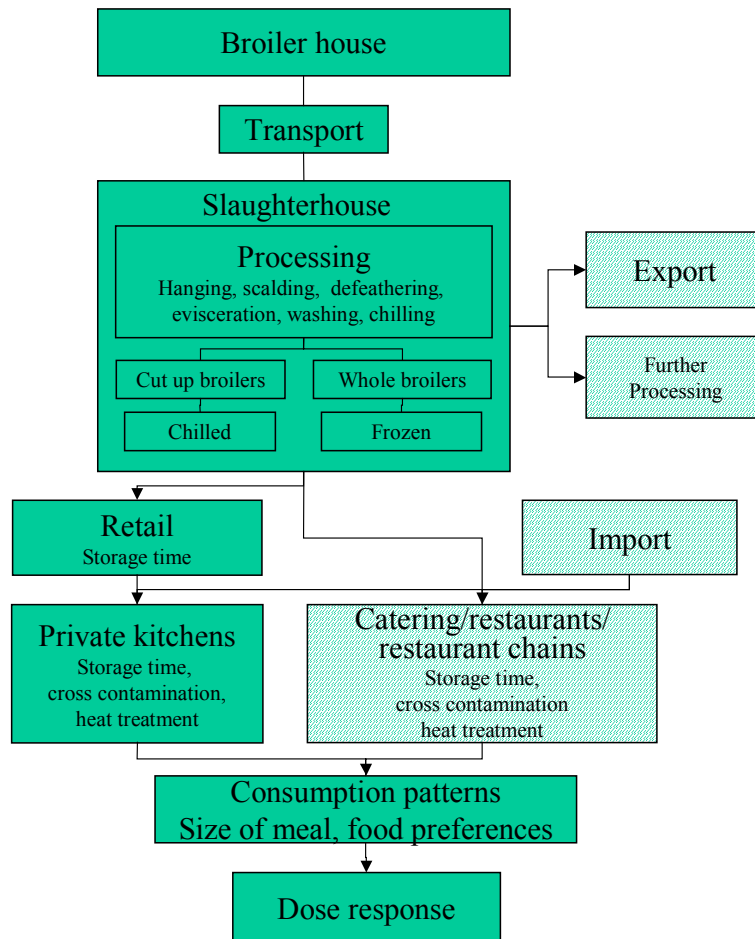 Broiler house
Transport
Slaughterhouse
Processing
Hanging, scalding, defeathering,
evisceration, washing, chilling
Cut up broilers
Whole broilers
Chilled
Frozen
Export
Further
Processing
Retail
Storage time
Import
Private kitchens
Storage time,
cross contamination,
heat treatment
Catering/restaurants/
restaurant chains
Storage time,
cross contamination
heat treatment
Consumption patterns
Size of meal, food preferences
Dose response